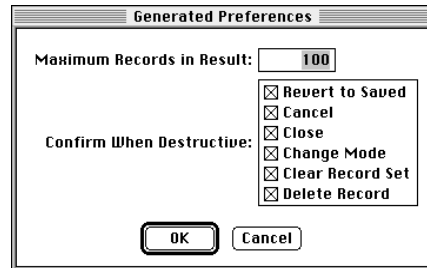 Generated Preferences
Maximum Records in Result: 100
Revert to Saved
Cancel
Close
Confirm When Destructive:
Change Mode
Clear Record Set
Delete Record
OK Cancel